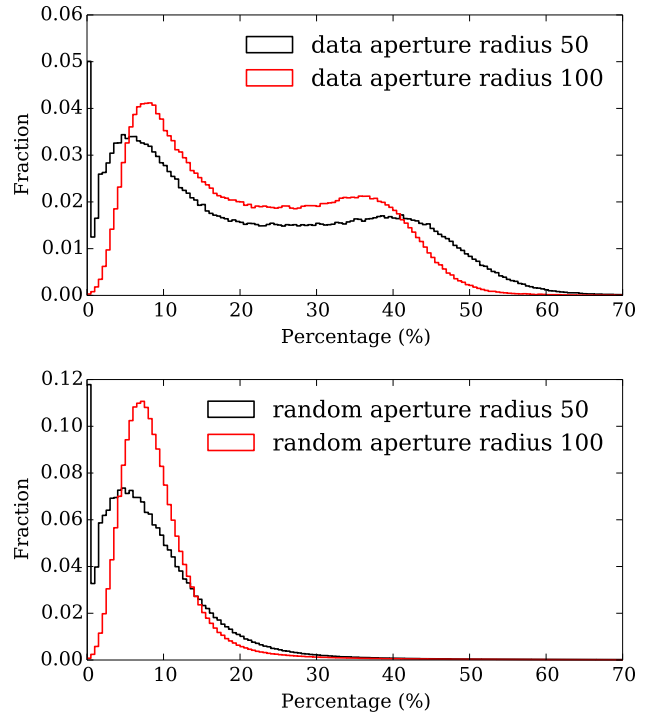 0.06
0.05
0.04
0.03
0.02
0.01
0.00
Fraction
data aperture radius 50
data aperture radius 100
0 10 20 30 40 50 60 70
Percentage (%)
0.12
0.10
0.08
0.06
0.04
0.02
0.00
Fraction
random aperture radius 50
random aperture radius 100
0 10 20 30 40 50 60 70
Percentage (%)